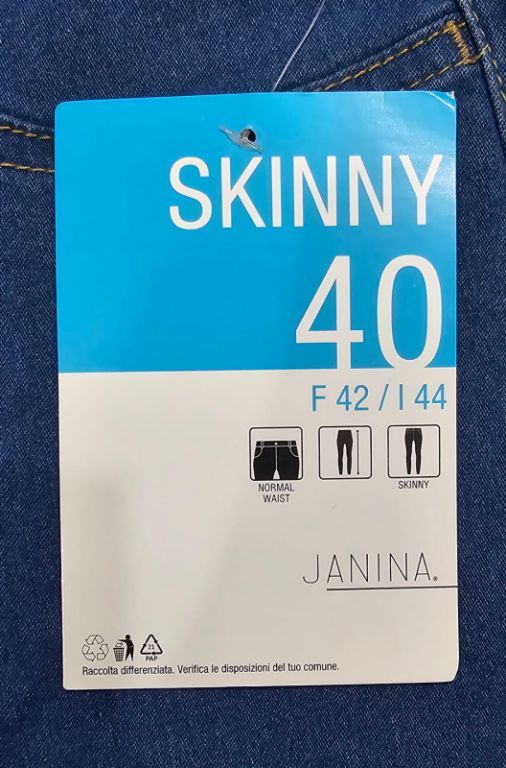 SKINNY
40
F 42 / I 44
NORMAL
WAIST
SKINNY
JANINA®
21
PAP
Raccolta differenziata. Verifica le disposizioni del tuo comune.